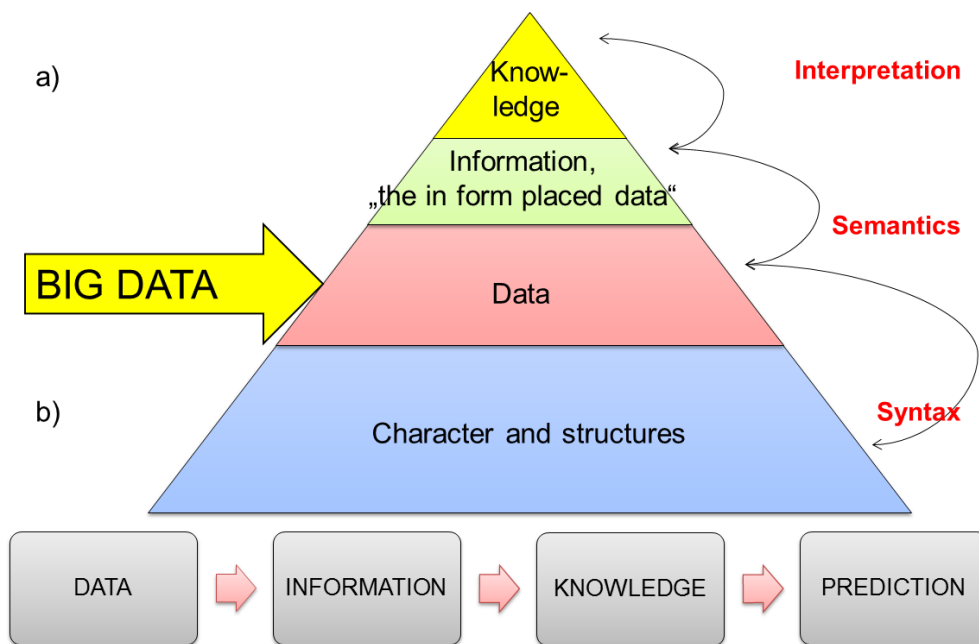 a)
Know-
ledge
Interpretation
Information,
„the in form placed data“
Semantics
BIG DATA
Data
b)
Syntax
Character and structures
DATA
INFORMATION
KNOWLEDGE
PREDICTION